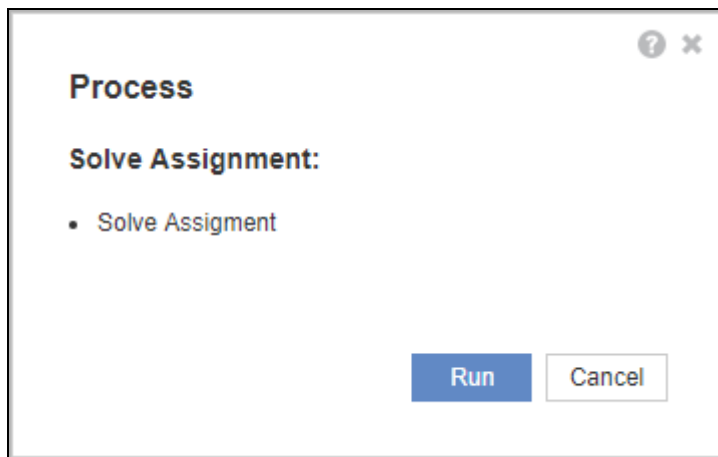 Process
Solve Assignment:
• Solve Assigment
Run Cancel